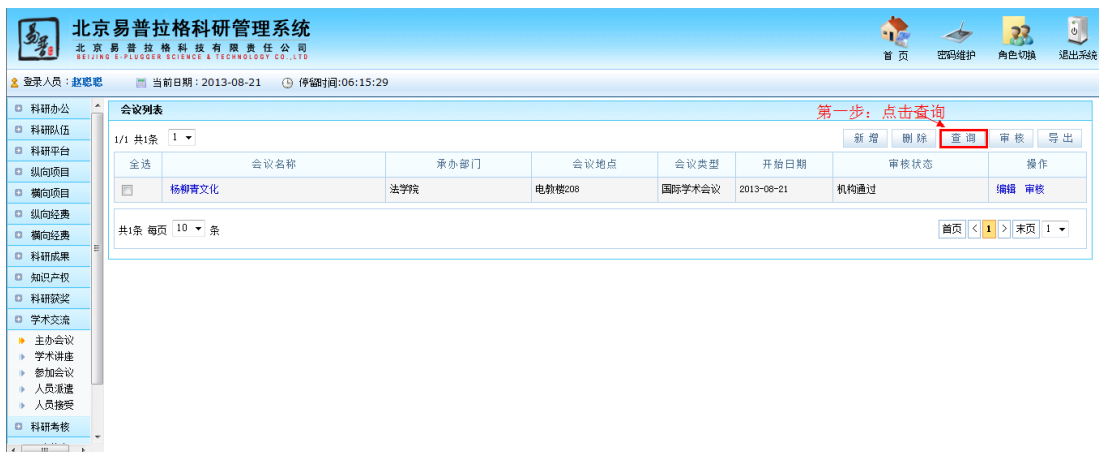 北京易普拉格科研管理系统
北京易普拉格科技有限责任公司
BEIJING E-PLUGGER SCIENCE & TECHNOLOGY CO.,LTD
首 页 密码维护 角色切换 退出系统
登录人员：赵聪聪 当前日期：2013-08-21 停留时间:06:15:29
科研办公
科研队伍
科研平台
纵向项目
横向项目
纵向经费
横向经费
科研成果
知识产权
科研获奖
学术交流
主办会议
学术讲座
参加会议
人员派遣
人员接受
科研考核
会议列表
第一步：点击查询
1/1 共1条 1
新 增 删 除 查 询 审 核 导 出
全选 会议名称 承办部门 会议地点 会议类型 开始日期 审核状态 操作
杨柳青文化 法学院 电教楼208 国际学术会议 2013-08-21 机构通过 编辑 审核
共1条 每页 10 条
首页 < 1 > 末页 1